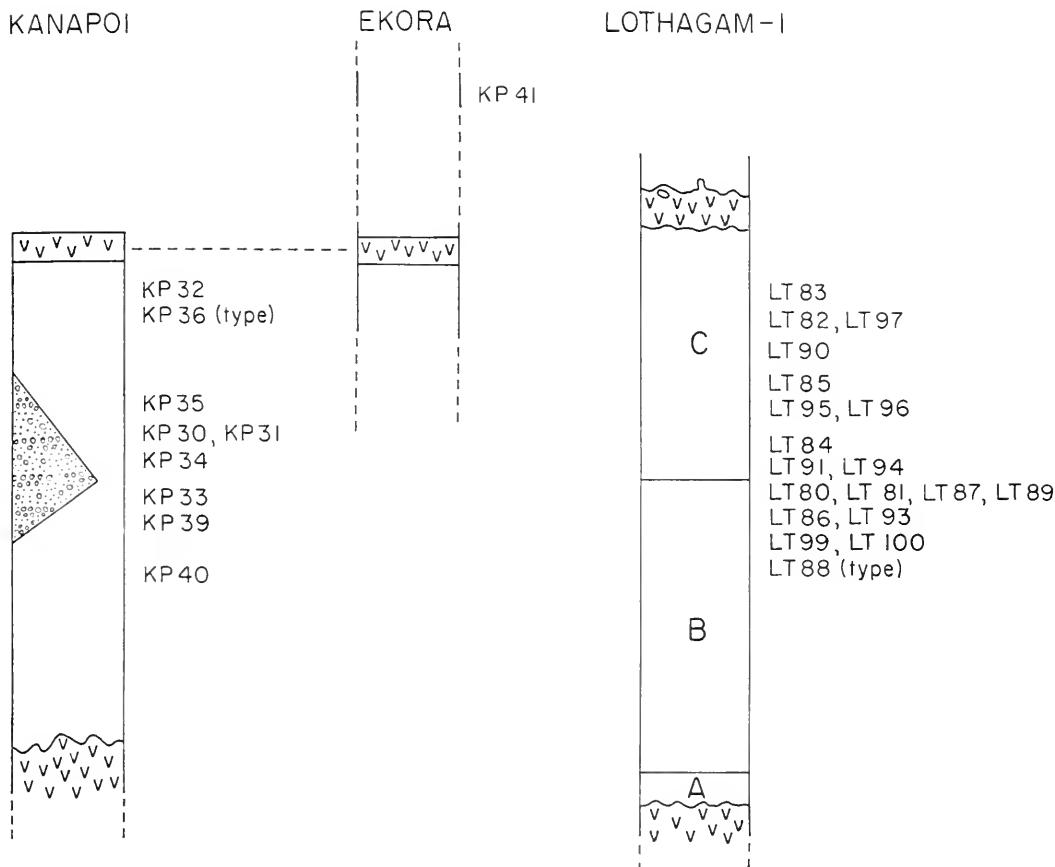 KANAPOI
KP 32
KP 36 (type)
KP 35
KP 30, KP 31
KP 34
KP 33
KP 39
KP 40
EKORA
KP 41
LOTHAGAM-1
C
B
A
LT 83
LT 82, LT 97
LT 90
LT 85
LT 95, LT 96
LT 84
LT 91, LT 94
LT 80, LT 81, LT 87, LT 89
LT 86, LT 93
LT 99, LT 100
LT 88 (type)